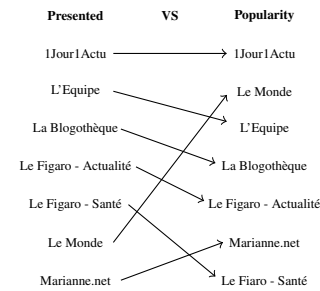 Presented VS Popularity
1Jour1Actu 1Jour1Actu
L'Equipe Le Monde
La Blogothèque L'Equipe
Le Figaro - Actualité La Blogothèque
Le Figaro - Santé Le Figaro - Actualité
Le Monde Marianne.net
Marianne.net Le Fiaro - Santé